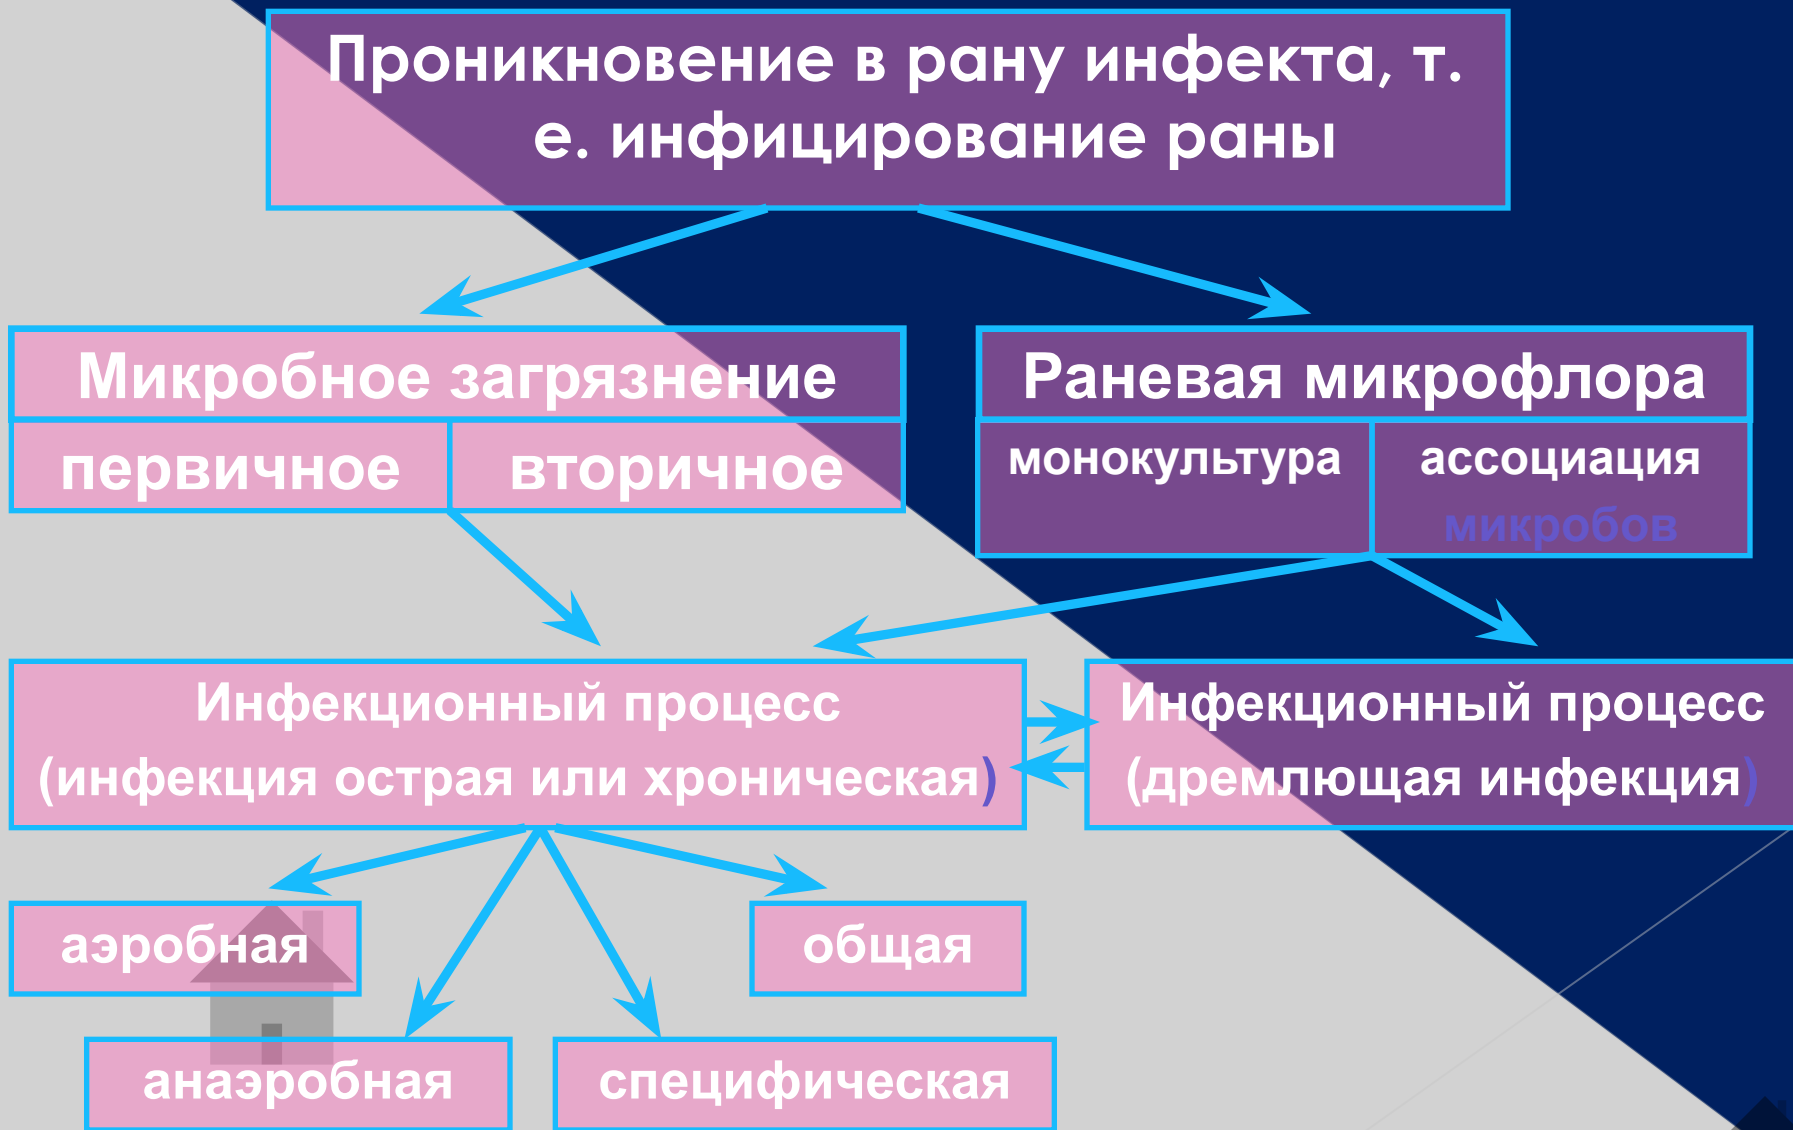 Проникновение в рану инфекта, т.
е. инфицирование раны
Микробное загрязнение
первичное
вторичное
Раневая микрофлора
монокультура
ассоциация
микробов
Инфекционный процесс
(инфекция острая или хроническая)
Инфекционный процесс
(дремлющая инфекция)
аэробная
общая
анаэробная
специфическая